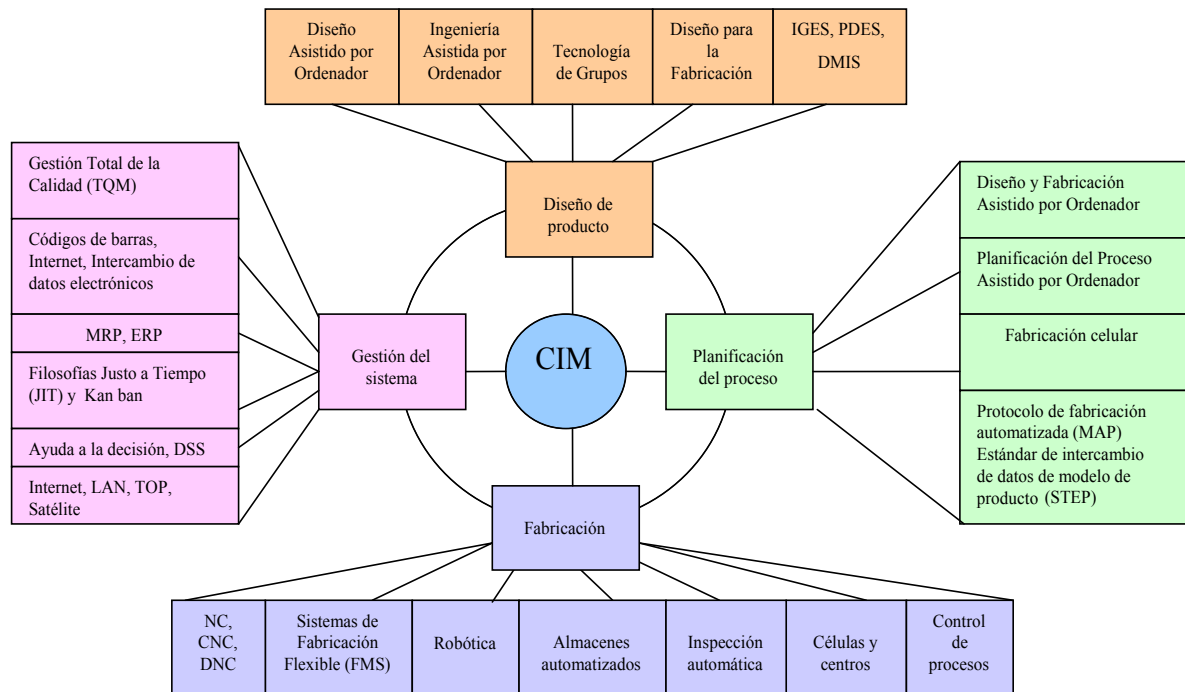 Diseño
Asistido por
Ordenador
Ingeniería
Asistida por
Ordenador
Tecnología
de Grupos
Diseño para
la
Fabricación
IGES, PDES,
DMIS
Gestión Total de la
Calidad (TQM)
Códigos de barras,
Internet, Intercambio de
datos electrónicos
MRP, ERP
Filosofías Justo a Tiempo
(JIT) y Kan ban
Ayuda a la decisión, DSS
Internet, LAN, TOP,
Satélite
Diseño de
producto
Gestión del
sistema
CIM
Planificación
del proceso
Fabricación
Diseño y Fabricación
Asistido por Ordenador
Planificación del Proceso
Asistido por Ordenador
Fabricación celular
Protocolo de fabricación
automatizada (MAP)
Estándar de intercambio
de datos de modelo de
producto (STEP)
NC,
CNC,
DNC
Sistemas de
Fabricación
Flexible (FMS)
Robótica
Almacenes
automatizados
Inspección
automática
Células y
centros
Control
de
procesos